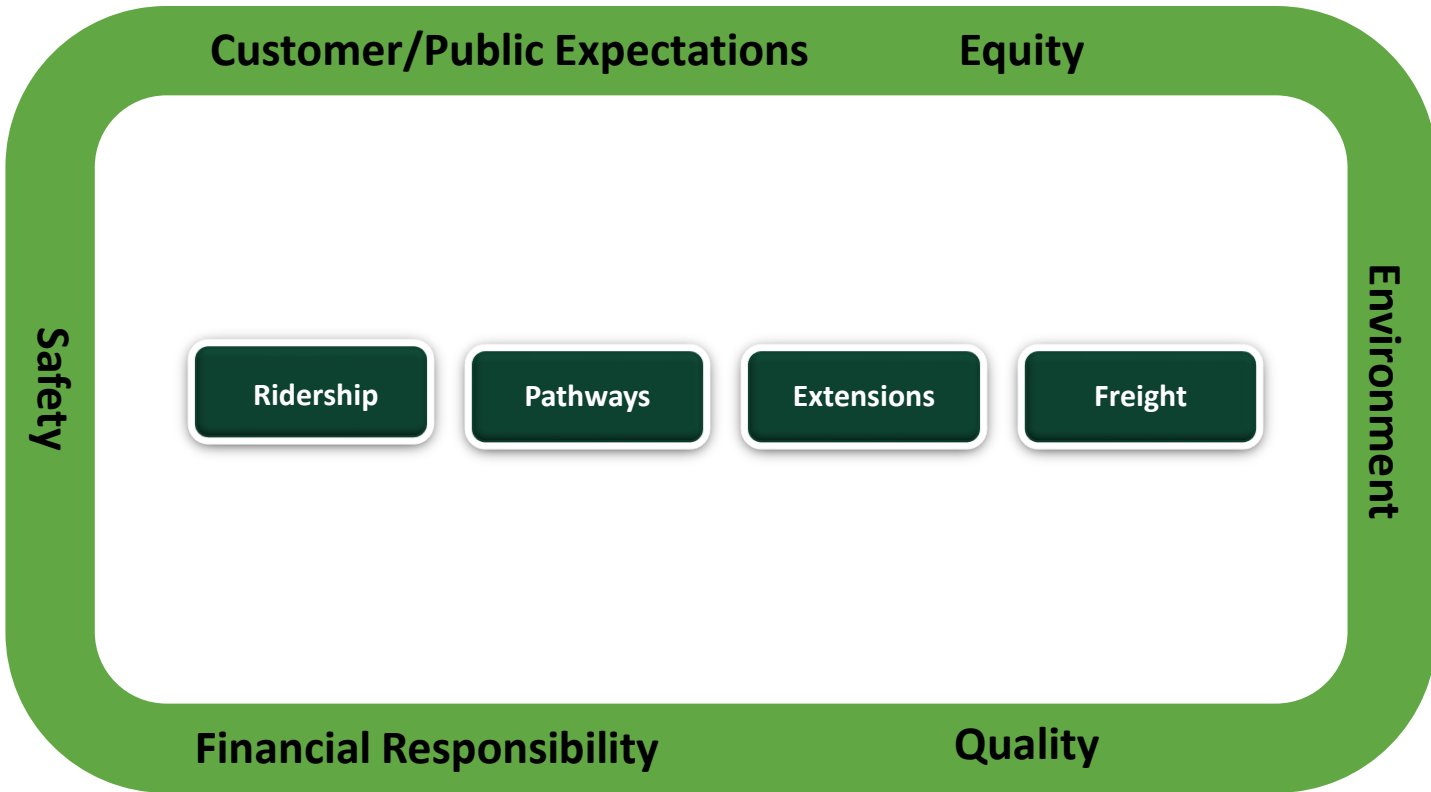 Customer/Public Expectations
Equity
Safety
Ridership
Pathways
Extensions
Freight
Environment
Financial Responsibility
Quality